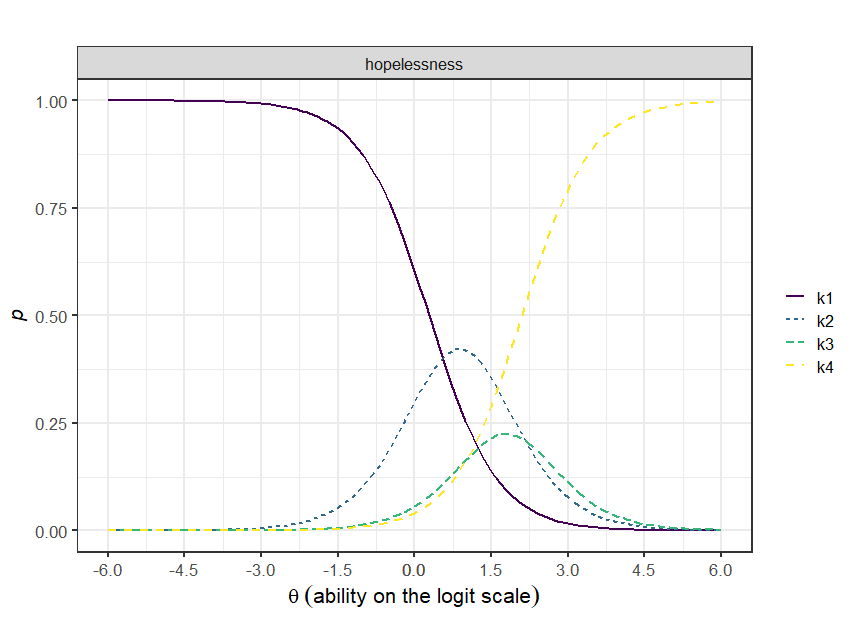 hopelessness
1.00
0.75
0.50
0.25
0.00
p
-6.0 -4.5 -3.0 -1.5 0.0 1.5 3.0 4.5 6.0
θ (ability on the logit scale)
k1
k2
k3
k4